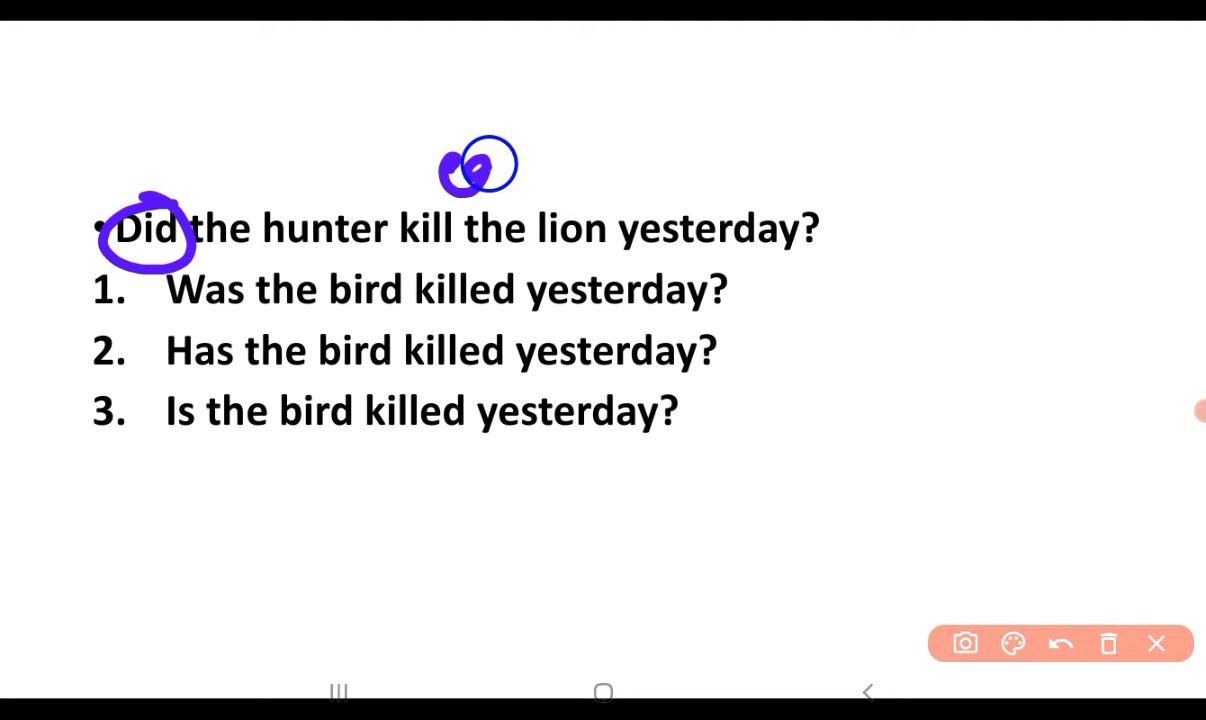 • Did the hunter kill the lion yesterday?
1. Was the bird killed yesterday?
2. Has the bird killed yesterday?
3. Is the bird killed yesterday?